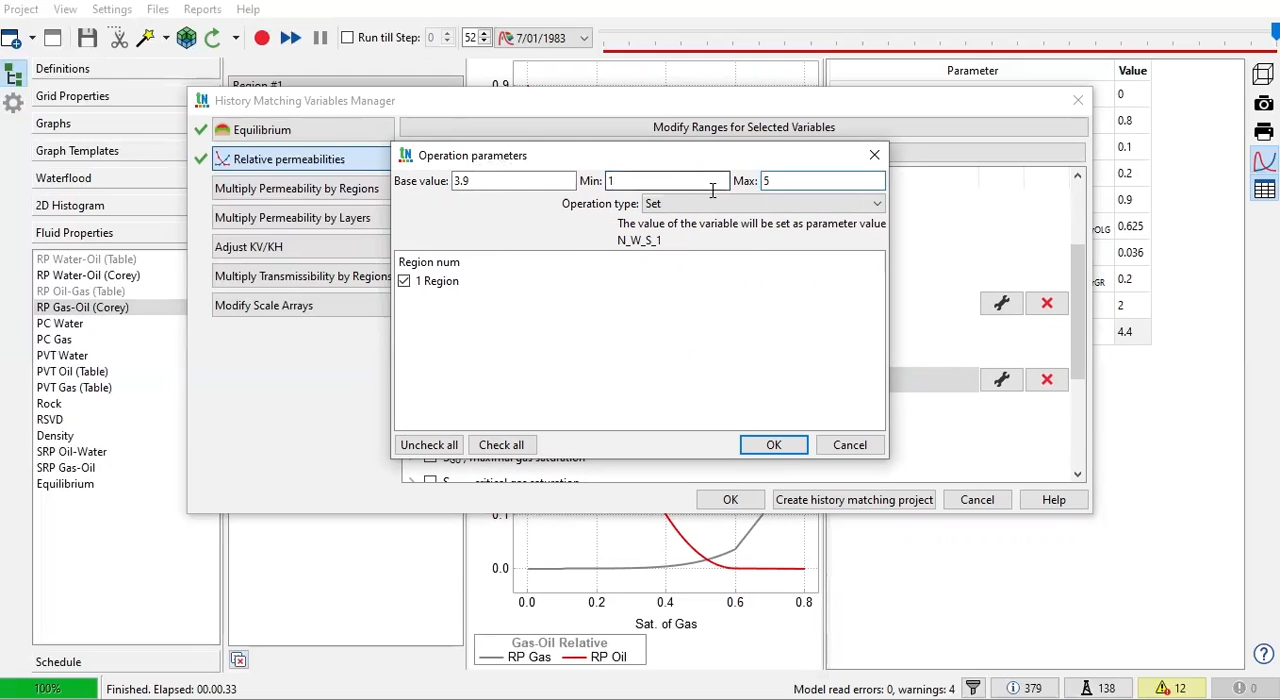 Project View Settings Files Reports Help
Run till Step: 0 52 7/01/1983
Definitions
Grid Properties
Graphs
Graph Templates
Waterflood
2D Histogram
Fluid Properties
RP Water-Oil (Table)
RP Water-Oil (Corey)
RP Oil-Gas (Table)
RP Gas-Oil (Corey)
PC Water
PC Gas
PVT Water
PVT Oil (Table)
PVT Gas (Table)
Rock
RSVD
Density
SRP Oil-Water
SRP Gas-Oil
Equilibrium
Schedule
Region #1
0.9
Parameter Value
0
0.8
0.1
0.2
0.9
OLG 0.625
0.036
GR 0.2
2
4.4
History Matching Variables Manager
Equilibrium
Relative permeabilities
Multiply Permeability by Regions
Multiply Permeability by Layers
Adjust KV/KH
Multiply Transmissibility by Regions
Modify Scale Arrays
Modify Ranges for Selected Variables
Operation parameters
Base value: 3.9 Min: 1 Max: 5
Operation type: Set
The value of the variable will be set as parameter value
N_W_S_1
Region num
1 Region
Uncheck all Check all OK Cancel
OK Create history matching project Cancel Help
0.1
0.0
0.0 0.2 0.4 0.6 0.8
Sat. of Gas
Gas-Oil Relative
RP Gas RP Oil
100% Finished. Elapsed: 00.00.33 Model read errors: 0, warnings: 4 379 138 12 0